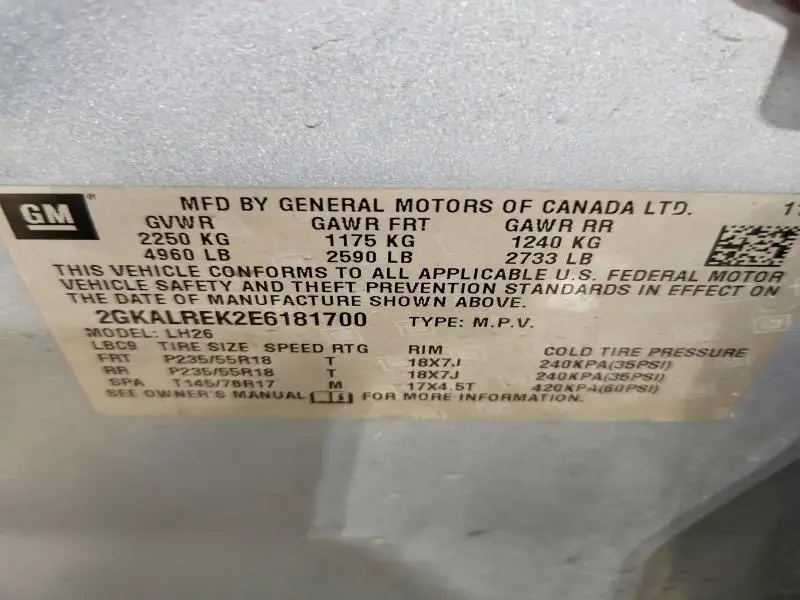 GM
MFD BY GENERAL MOTORS OF CANADA LTD. 11
GVWR GAWR FRT GAWR RR
2250 KG 1175 KG 1240 KG
4960 LB 2590 LB 2733 LB
THIS VEHICLE CONFORMS TO ALL APPLICABLE U.S. FEDERAL MOTOR
VEHICLE SAFETY AND THEFT PREVENTION STANDARDS IN EFFECT ON
THE DATE OF MANUFACTURE SHOWN ABOVE.
2GKALREK2E6181700 TYPE: M.P.V.
MODEL: LH26
LBC9 TIRE SIZE SPEED RTG RIM COLD TIRE PRESSURE
FRT P235/55R18 T 18X7J 240KPA(35PSI)
RR P235/55R18 T 18X7J 240KPA(35PSI)
SPA T145/70R17 M 17X4.5T 420KPA(60PSI)
SEE OWNER'S MANUAL FOR MORE INFORMATION.